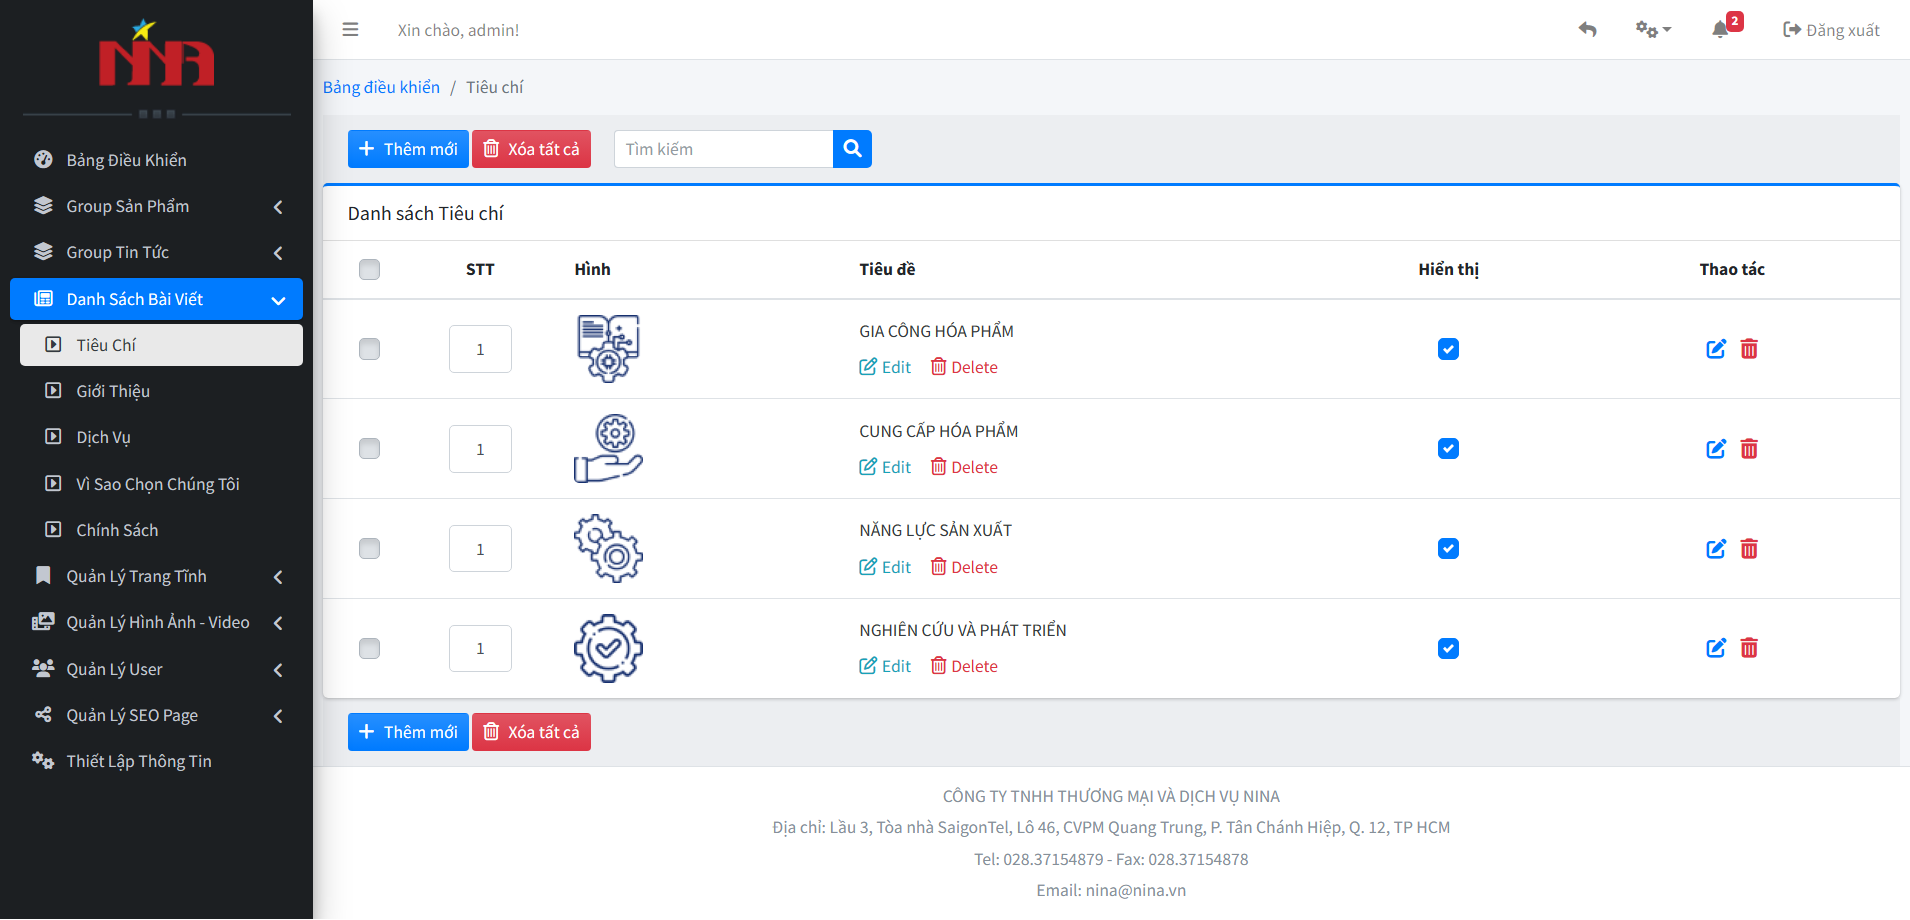 NINA
Xin chào, admin!
2
Đăng xuất
Bảng Điều Khiển
Group Sản Phẩm
Group Tin Tức
Danh Sách Bài Viết
Tiêu Chí
Giới Thiệu
Dịch Vụ
Vì Sao Chọn Chúng Tôi
Chính Sách
Quản Lý Trang Tĩnh
Quản Lý Hình Ảnh - Video
Quản Lý User
Quản Lý SEO Page
Thiết Lập Thông Tin
Bảng điều khiển / Tiêu chí
Thêm mới Xóa tất cả Tìm kiếm
Danh sách Tiêu chí
STT Hình Tiêu đề Hiển thị Thao tác
1 GIA CÔNG HÓA PHẨM
Edit Delete
1 CUNG CẤP HÓA PHẨM
Edit Delete
1 NĂNG LỰC SẢN XUẤT
Edit Delete
1 NGHIÊN CỨU VÀ PHÁT TRIỂN
Edit Delete
Thêm mới Xóa tất cả
CÔNG TY TNHH THƯƠNG MẠI VÀ DỊCH VỤ NINA
Địa chỉ: Lầu 3, Tòa nhà SaigonTel, Lô 46, CVPM Quang Trung, P. Tân Chánh Hiệp, Q. 12, TP HCM
Tel: 028.37154879 - Fax: 028.37154878
Email: nina@nina.vn